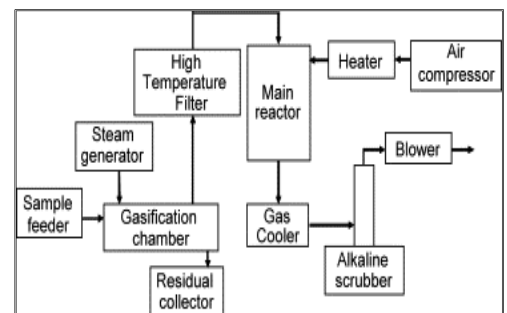 High
Temperature
Filter
Main
reactor
Heater
Air
compressor
Steam
generator
Blower
Sample
feeder
Gasification
chamber
Gas
Cooler
Alkaline
scrubber
Residual
collector